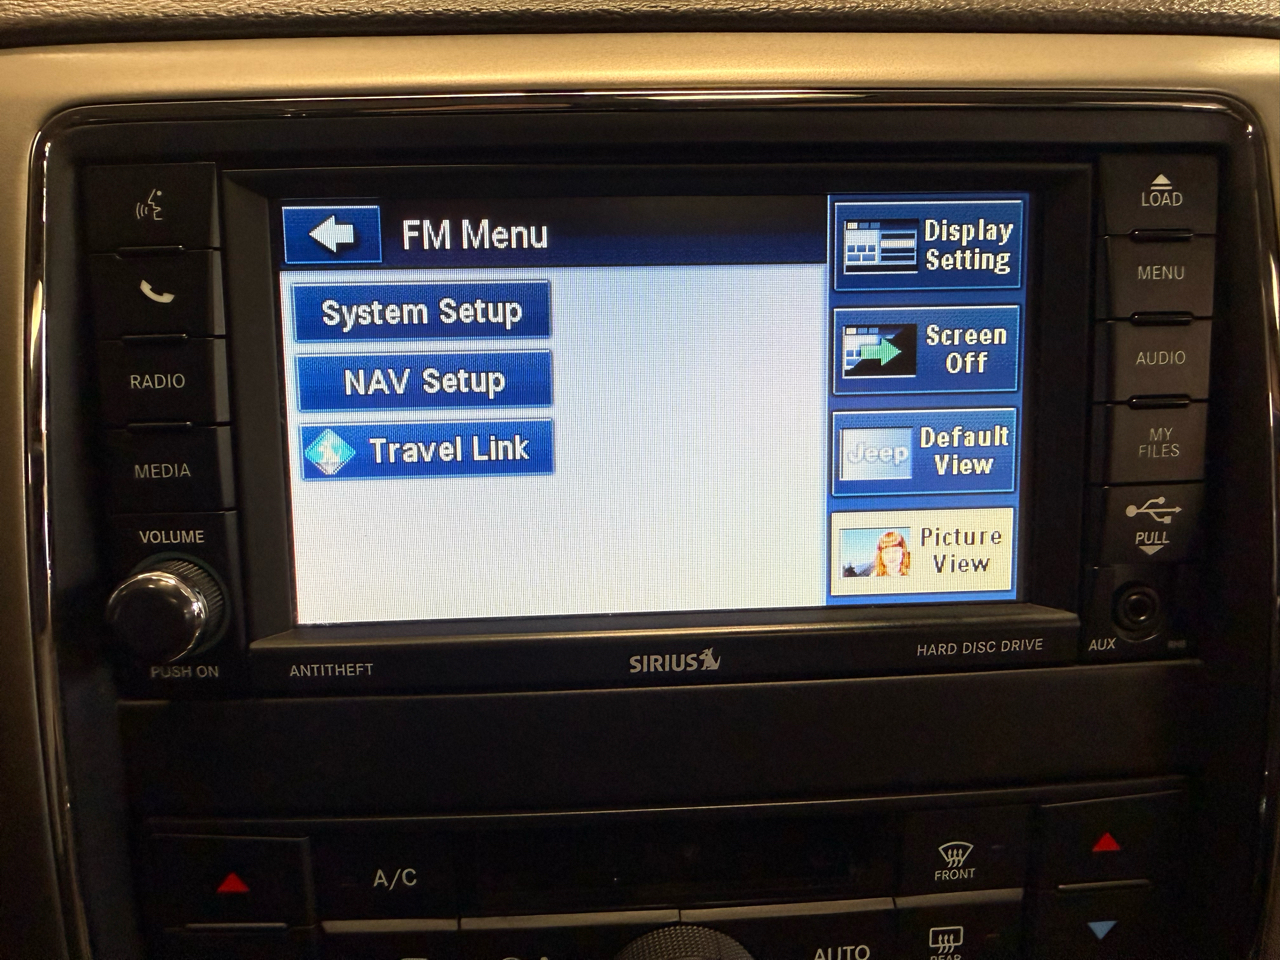 FM Menu
System Setup
NAV Setup
Travel Link
Display
Setting
Screen
Off
Jeep
Default
View
Picture
View
RADIO
MEDIA
VOLUME
PUSH ON
LOAD
MENU
AUDIO
MY
FILES
PULL
AUX
ANTITHEFT
SIRIUS
HARD DISC DRIVE
A/C
FRONT
AUTO
REAR